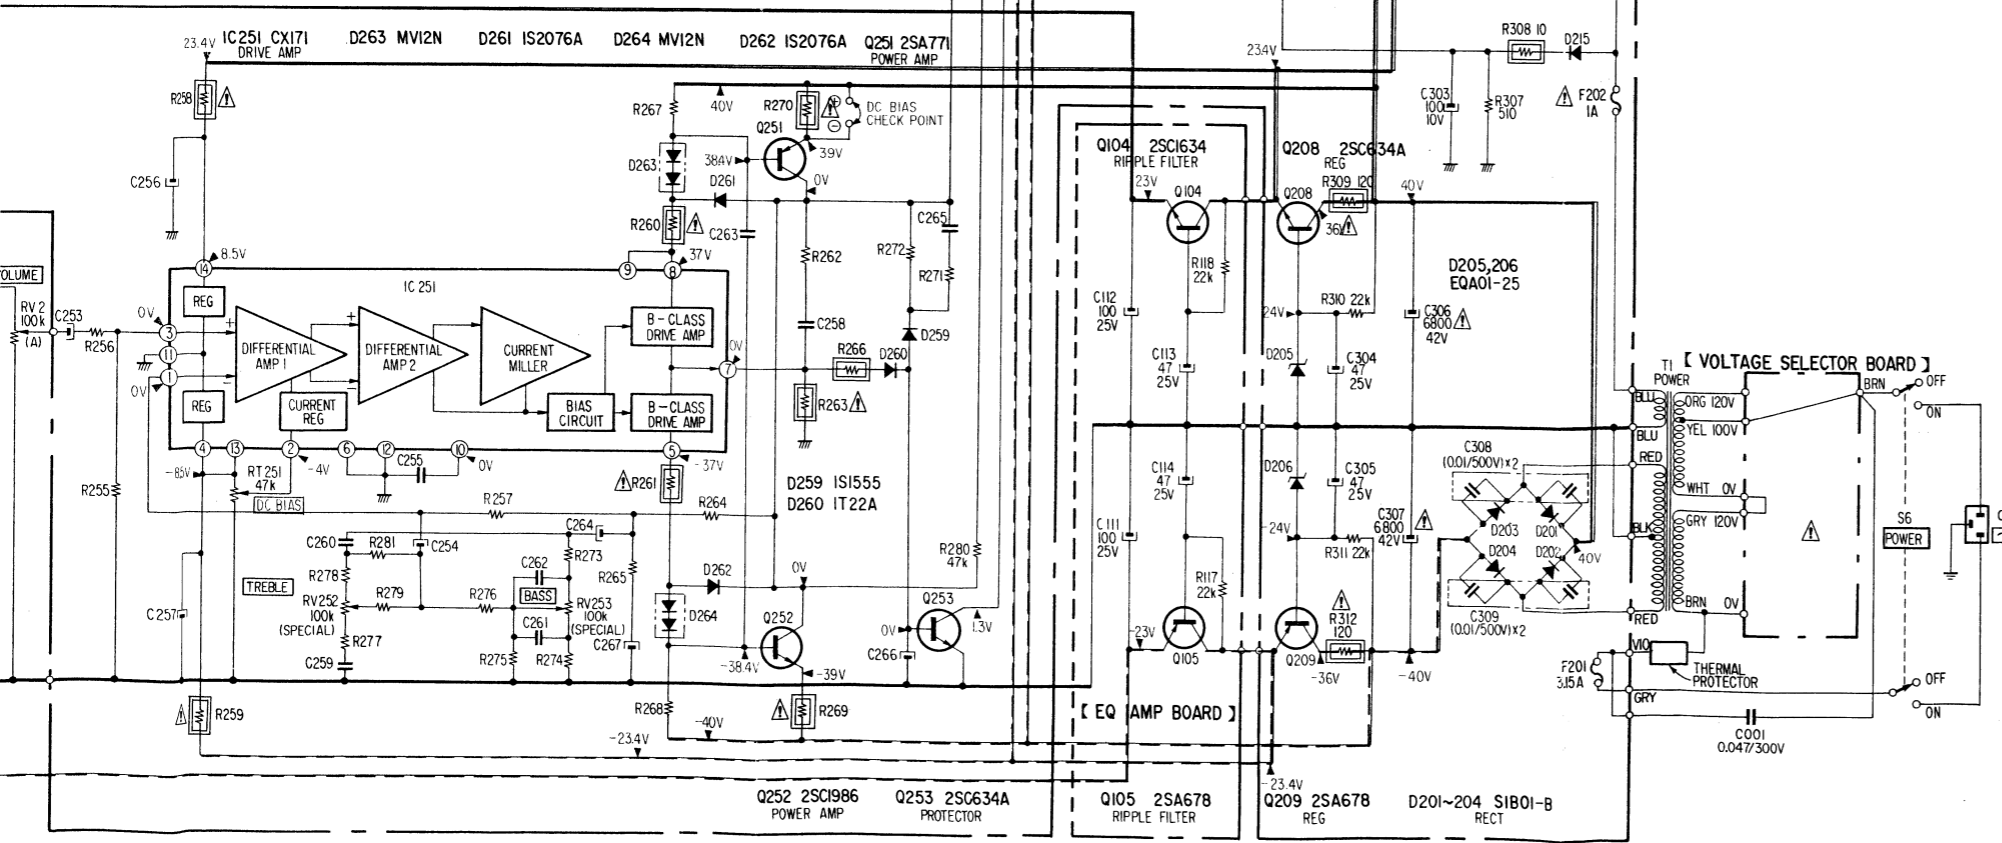 23.4V
IC251 CX171
DRIVE AMP
D263 MV12N
D261 IS2076A
D264 MV12N
D262 IS2076A
Q251 2SA771
POWER AMP
R258
C256
8.5V
14
REG
IC 251
VOLUME
RV 2
100k
(A)
C253
R256
0V
3
11
1
0V
+
-
DIFFERENTIAL
AMP 1
+
-
DIFFERENTIAL
AMP 2
CURRENT
MILLER
B-CLASS
DRIVE AMP
REG
CURRENT
REG
BIAS
CIRCUIT
B-CLASS
DRIVE AMP
4
13
2
6
12
10
5
9
8
7
-8.5V
-4V
0V
-37V
37V
0V
RT251
47k
DC BIAS
C255
R255
R257
R261
R264
R267
40V
D263
R260
C263
38.4V
D261
Q251
R270
39V
0V
DC BIAS
CHECK POINT
R262
C258
R263
R266
D260
D259
R272
C265
R271
D259 IS1555
D260 IT22A
C264
C260
R281
C254
R278
TREBLE
RV252
100k
(SPECIAL)
R279
R277
C259
R276
C262
BASS
C261
R273
RV253
100k
(SPECIAL)
R275
R274
R265
C267
C257
R259
D262
D264
0V
Q252
-38.4V
-39V
R268
-40V
R269
-23.4V
R280
47k
Q253
0V
1.3V
C266
Q252 2SC1986
POWER AMP
Q253 2SC634A
PROTECTOR
23.4V
C303
100
10V
R307
510
R308 10
D215
F202
1A
Q104 2SC1634
RIPPLE FILTER
23V
Q104
Q208 2SC634A
REG
Q208
R309 120
36V
40V
R118
22k
C112
100
25V
C113
47
25V
C114
47
25V
C111
100
25V
R117
22k
-23V
Q105
24V
R310 22k
D205
C304
47
25V
D206
C305
47
25V
-24V
R311 22k
D205,206
EQA01-25
C306
6800
42V
C307
6800
42V
R312
120
Q209
-36V
-40V
【 EQ AMP BOARD 】
-23.4V
Q105 2SA678
RIPPLE FILTER
Q209 2SA678
REG
D201~204 S1B01-B
RECT
C308
(0.01/500V)×2
D203
D201
D204
D202
40V
C309
(0.01/500V)×2
T1
POWER
【 VOLTAGE SELECTOR BOARD 】
BLU
BLU
RED
BLK
RED
VIO
GRY
ORG 120V
YEL 100V
WHT 0V
GRY 120V
BRN 0V
BRN
OFF
ON
S6
POWER
OFF
ON
F201
3.15A
THERMAL
PROTECTOR
C001
0.047/300V